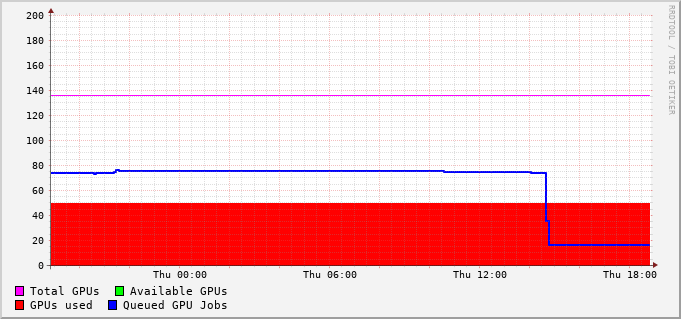 200
180
160
140
120
100
80
60
40
20
0
Thu 00:00 Thu 06:00 Thu 12:00 Thu 18:00
Total GPUs Available GPUs
GPUs used Queued GPU Jobs
RRDTOOL / TOBI OETIKER